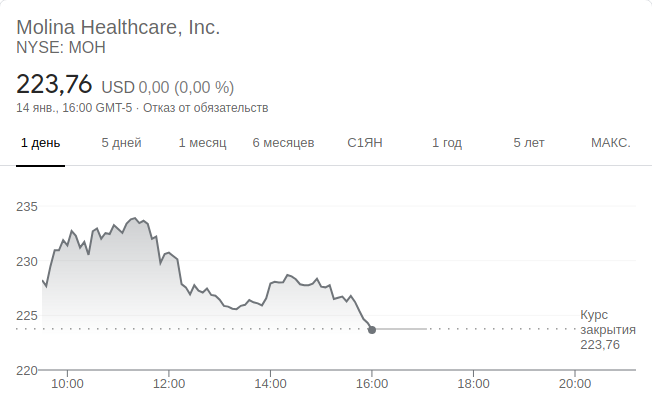 Molina Healthcare, Inc.
NYSE: MOH
223,76 USD 0,00 (0,00 %)
14 янв., 16:00 GMT-5 · Отказ от обязательств
1 день 5 дней 1 месяц 6 месяцев С1ЯН 1 год 5 лет МАКС.
235
230
225
Курс
закрытия
223,76
220
10:00 12:00 14:00 16:00 18:00 20:00